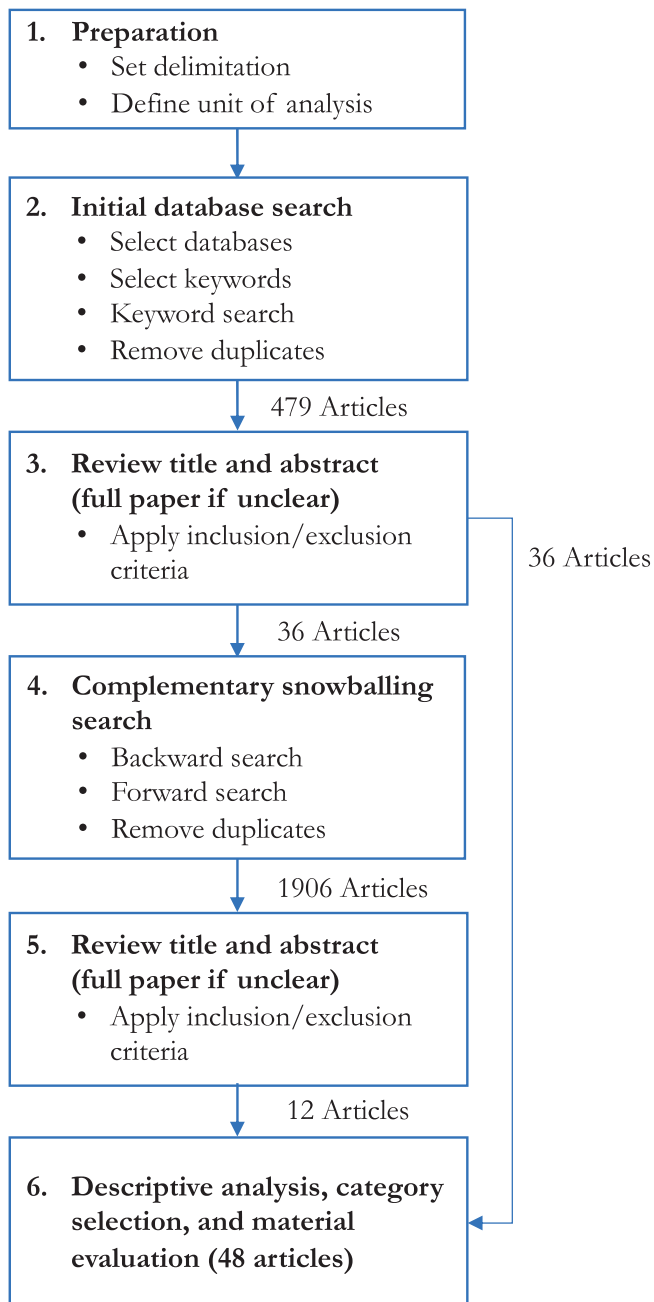 1. Preparation
• Set delimitation
• Define unit of analysis
2. Initial database search
• Select databases
• Select keywords
• Keyword search
• Remove duplicates
479 Articles
3. Review title and abstract
(full paper if unclear)
• Apply inclusion/exclusion
criteria
36 Articles
36 Articles
4. Complementary snowballing
search
• Backward search
• Forward search
• Remove duplicates
1906 Articles
5. Review title and abstract
(full paper if unclear)
• Apply inclusion/exclusion
criteria
12 Articles
6. Descriptive analysis, category
selection, and material
evaluation (48 articles)